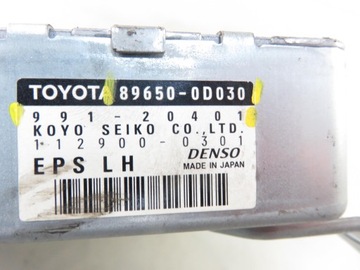 TOYOTA 89650-0D030
991-20401
KOYO SEIKO CO.,LTD.
112900-0301
EPS LH
DENSO
MADE IN JAPAN